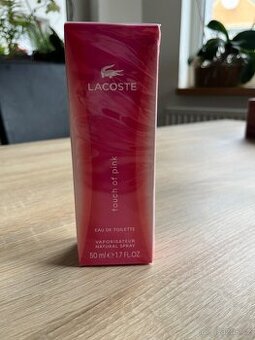 LACOSTE
touch of pink
EAU DE TOILETTE
VAPORISATEUR
NATURAL SPRAY
50 ml e 1.7 FL.OZ.